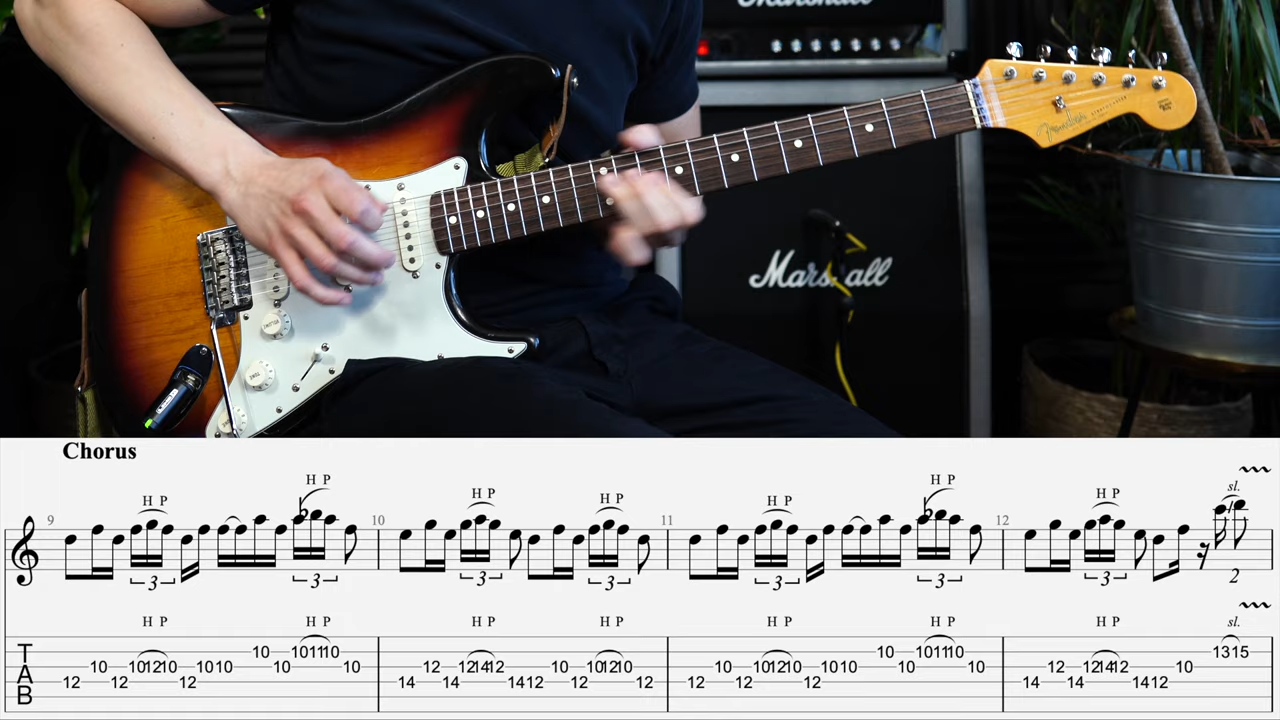 Marshall
Marshall
VOLUME
TONE
Chorus
H P H P H P H P H P H P H P
sl.
9 10 11 12
3 3 3 3 3 3 3 2
H P H P H P H P H P H P H P
sl.
T A B
10 10 11 10 10 11 10 13 15
10 10 12 10 10 10 10 10 12 12 14 12 10 10 12 10 10 10 12 10 10 10 10 10 12 12 14 12 10
12 12 12 14 14 14 12 12 12 12 12 12 14 14 14 12